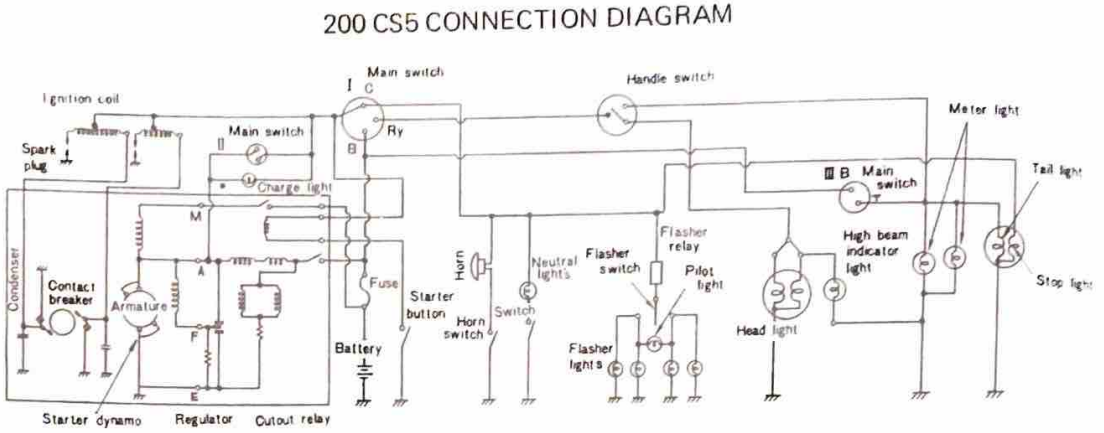 200 CS5 CONNECTION DIAGRAM
Main switch
I C
Handle switch
Ignition coil
Meter light
II
Main switch
Ry
B
Spark plug
III B
Main switch
T
Tail light
Charge light
M
Condenser
Contact breaker
Armature
A
Horn
Neutral light's
Flasher relay
Flasher switch
Pilot light
High beam indicator light
Stop light
Fuse
Starter button
Horn switch
Switch
F
Battery
Flasher lights
Head light
E
Starter dynamo
Regulator
Cutout relay